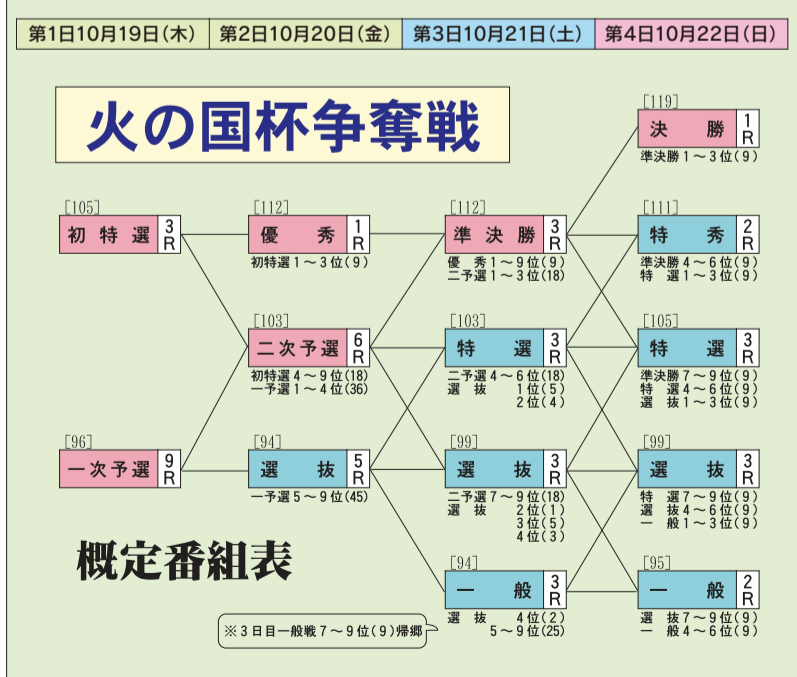 第1日10月19日(木) 第2日10月20日(金) 第3日10月21日(土) 第4日10月22日(日)
火の国杯争奪戦
[119]
決勝 1R
準決勝1～3位(9)
[105]
初特選 3R
[112]
優秀 1R
初特選1～3位(9)
[112]
準決勝 3R
優秀1～9位(9)
二予選1～3位(18)
[111]
特秀 2R
準決勝4～6位(9)
特選1～3位(9)
[103]
二次予選 6R
初特選4～9位(18)
一予選1～4位(36)
[103]
特選 3R
二予選4～6位(18)
選抜 1位(5)
2位(4)
[105]
特選 3R
準決勝7～9位(9)
特選4～6位(9)
選抜1～3位(9)
[96]
一次予選 9R
[94]
選抜 5R
一予選5～9位(45)
[99]
選抜 3R
二予選7～9位(18)
選抜 2位(1)
3位(5)
4位(3)
[99]
選抜 3R
特選7～9位(9)
選抜4～6位(9)
一般1～3位(9)
概定番組表
[94]
一般 3R
選抜 4位(2)
5～9位(25)
[95]
一般 2R
選抜7～9位(9)
一般4～6位(9)
※3日目一般戦7～9位(9)帰郷